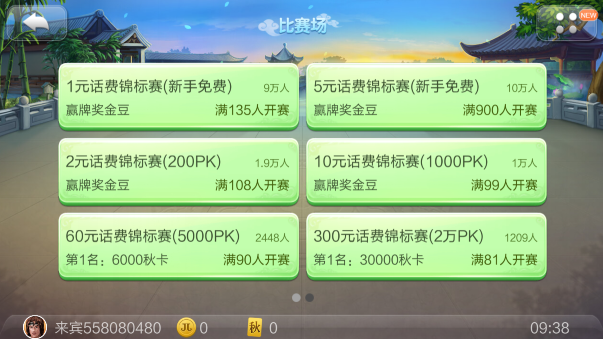 比赛场
NEW
1元话费锦标赛(新手免费) 9万人
赢牌奖金豆 满135人开赛
5元话费锦标赛(新手免费) 10万人
赢牌奖金豆 满900人开赛
2元话费锦标赛(200PK) 1.9万人
赢牌奖金豆 满108人开赛
10元话费锦标赛(1000PK) 1万人
赢牌奖金豆 满99人开赛
60元话费锦标赛(5000PK) 2448人
第1名：6000秋卡 满90人开赛
300元话费锦标赛(2万PK) 1209人
第1名：30000秋卡 满81人开赛
来宾558080480 JL 0 秋 0 09:38